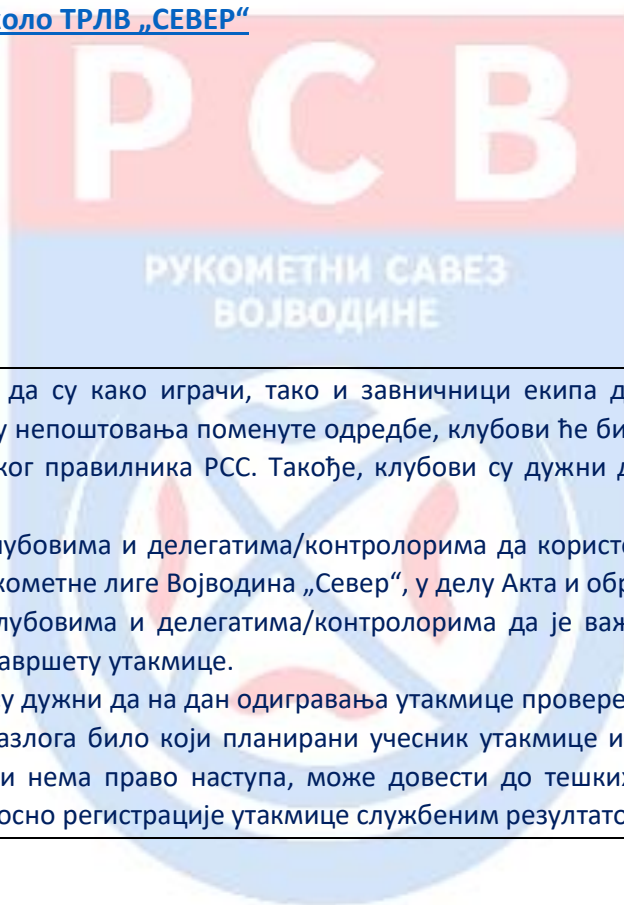 коло ТРЛВ „СЕВЕР“
РСВ
РУКОМЕТНИ САВЕЗ
ВОЈВОДИНЕ
да су како играчи, тако и завничници екипа д
у непоштовања поменуте одредбе, клубови ће би
ког правилника РСС. Такође, клубови су дужни д
лубовима и делегатима/контролорима да користе
кометне лиге Војводина „Север“, у делу Акта и обр
лубовима и делегатима/контролорима да је важ
авршету утакмице.
у дужни да на дан одигравања утакмице провере
азлога било који планирани учесник утакмице и
и нема право наступа, може довести до тешких
осно регистрације утакмице службеним резултато